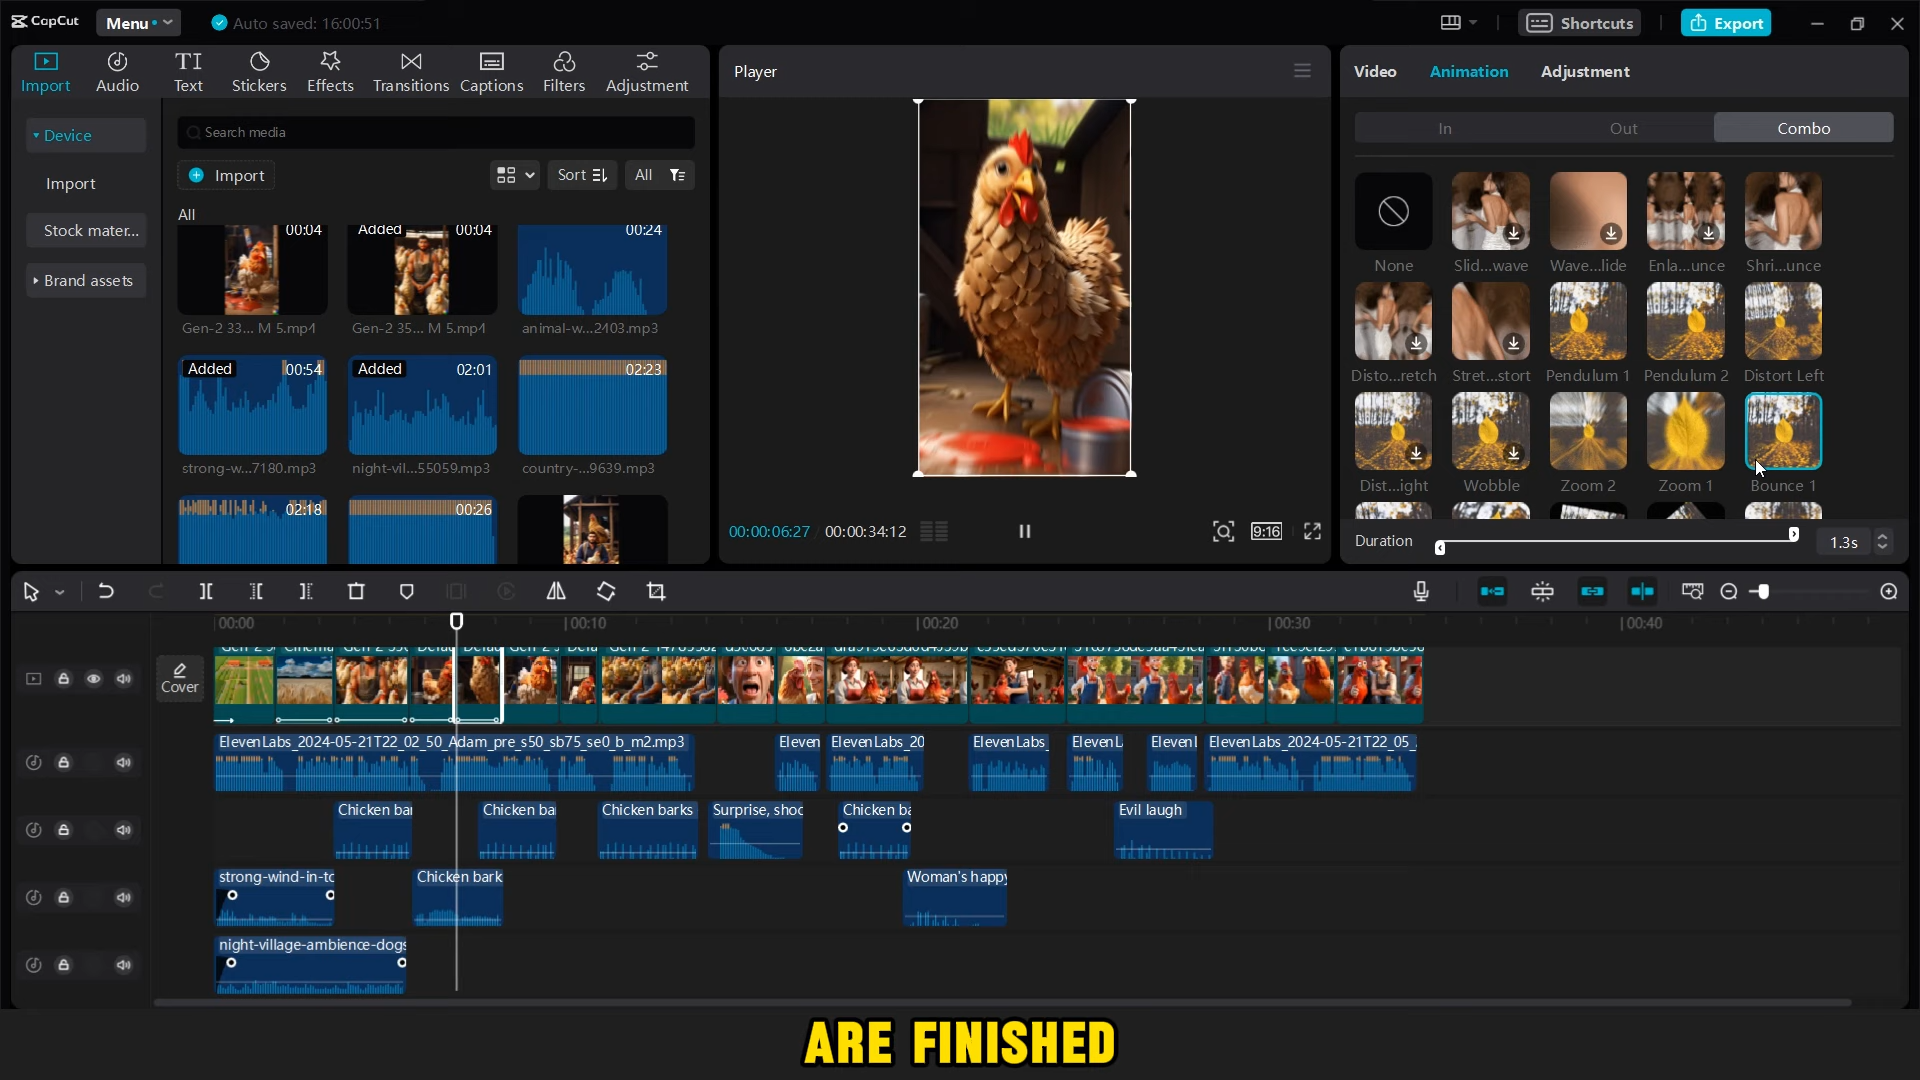 CapCut
Menu
Auto saved: 16:00:51
Shortcuts
Export
Import
Audio
TI
Text
Stickers
Effects
Transitions
Captions
Filters
Adjustment
Device
Import
Stock mater...
Brand assets
Search media
Import
Sort
All
All
00:04
Added
00:04
00:24
Gen-2 33... M 5.mp4
Gen-2 35... M 5.mp4
animal-w...2403.mp3
Added
00:54
Added
02:01
02:23
strong-w...7180.mp3
night-vil...55059.mp3
country-...9639.mp3
02:18
00:26
Player
00:00:06:27
00:00:34:12
9:16
Video
Animation
Adjustment
In
Out
Combo
None
Slid...wave
Wave...lide
Enla...unce
Shri...unce
Disto...retch
Stret...stort
Pendulum 1
Pendulum 2
Distort Left
Dist...ight
Wobble
Zoom 2
Zoom 1
Bounce 1
Duration
1.3s
00:00
00:10
00:20
00:30
00:40
Cover
ElevenLabs_2024-05-21T22_02_50_Adam_pre_s50_sb75_se0_b_m2.mp3
Eleven
ElevenLabs_20
ElevenLabs_
ElevenL
ElevenL
ElevenLabs_2024-05-21T22_05_
Chicken bar
Chicken ba
Chicken barks
Surprise, shoc
Chicken ba
Evil laugh
strong-wind-in-to
Chicken bark
Woman's happy
night-village-ambience-dogs
ARE FINISHED